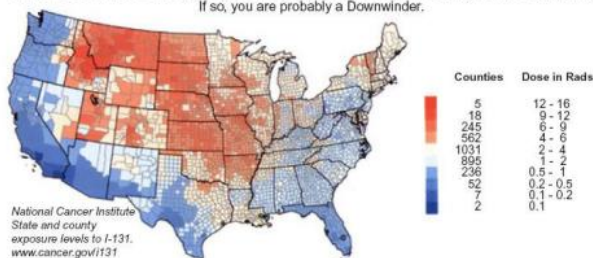 If so, you are probably a Downwinder.
Counties Dose in Rads
5 12 - 16
18 9 - 12
245 6 - 9
562 4 - 6
1031 2 - 4
895 1 - 2
236 0.5 - 1
52 0.2 - 0.5
7 0.1 - 0.2
2 0.1
National Cancer Institute
State and county
exposure levels to I-131.
www.cancer.gov/i131